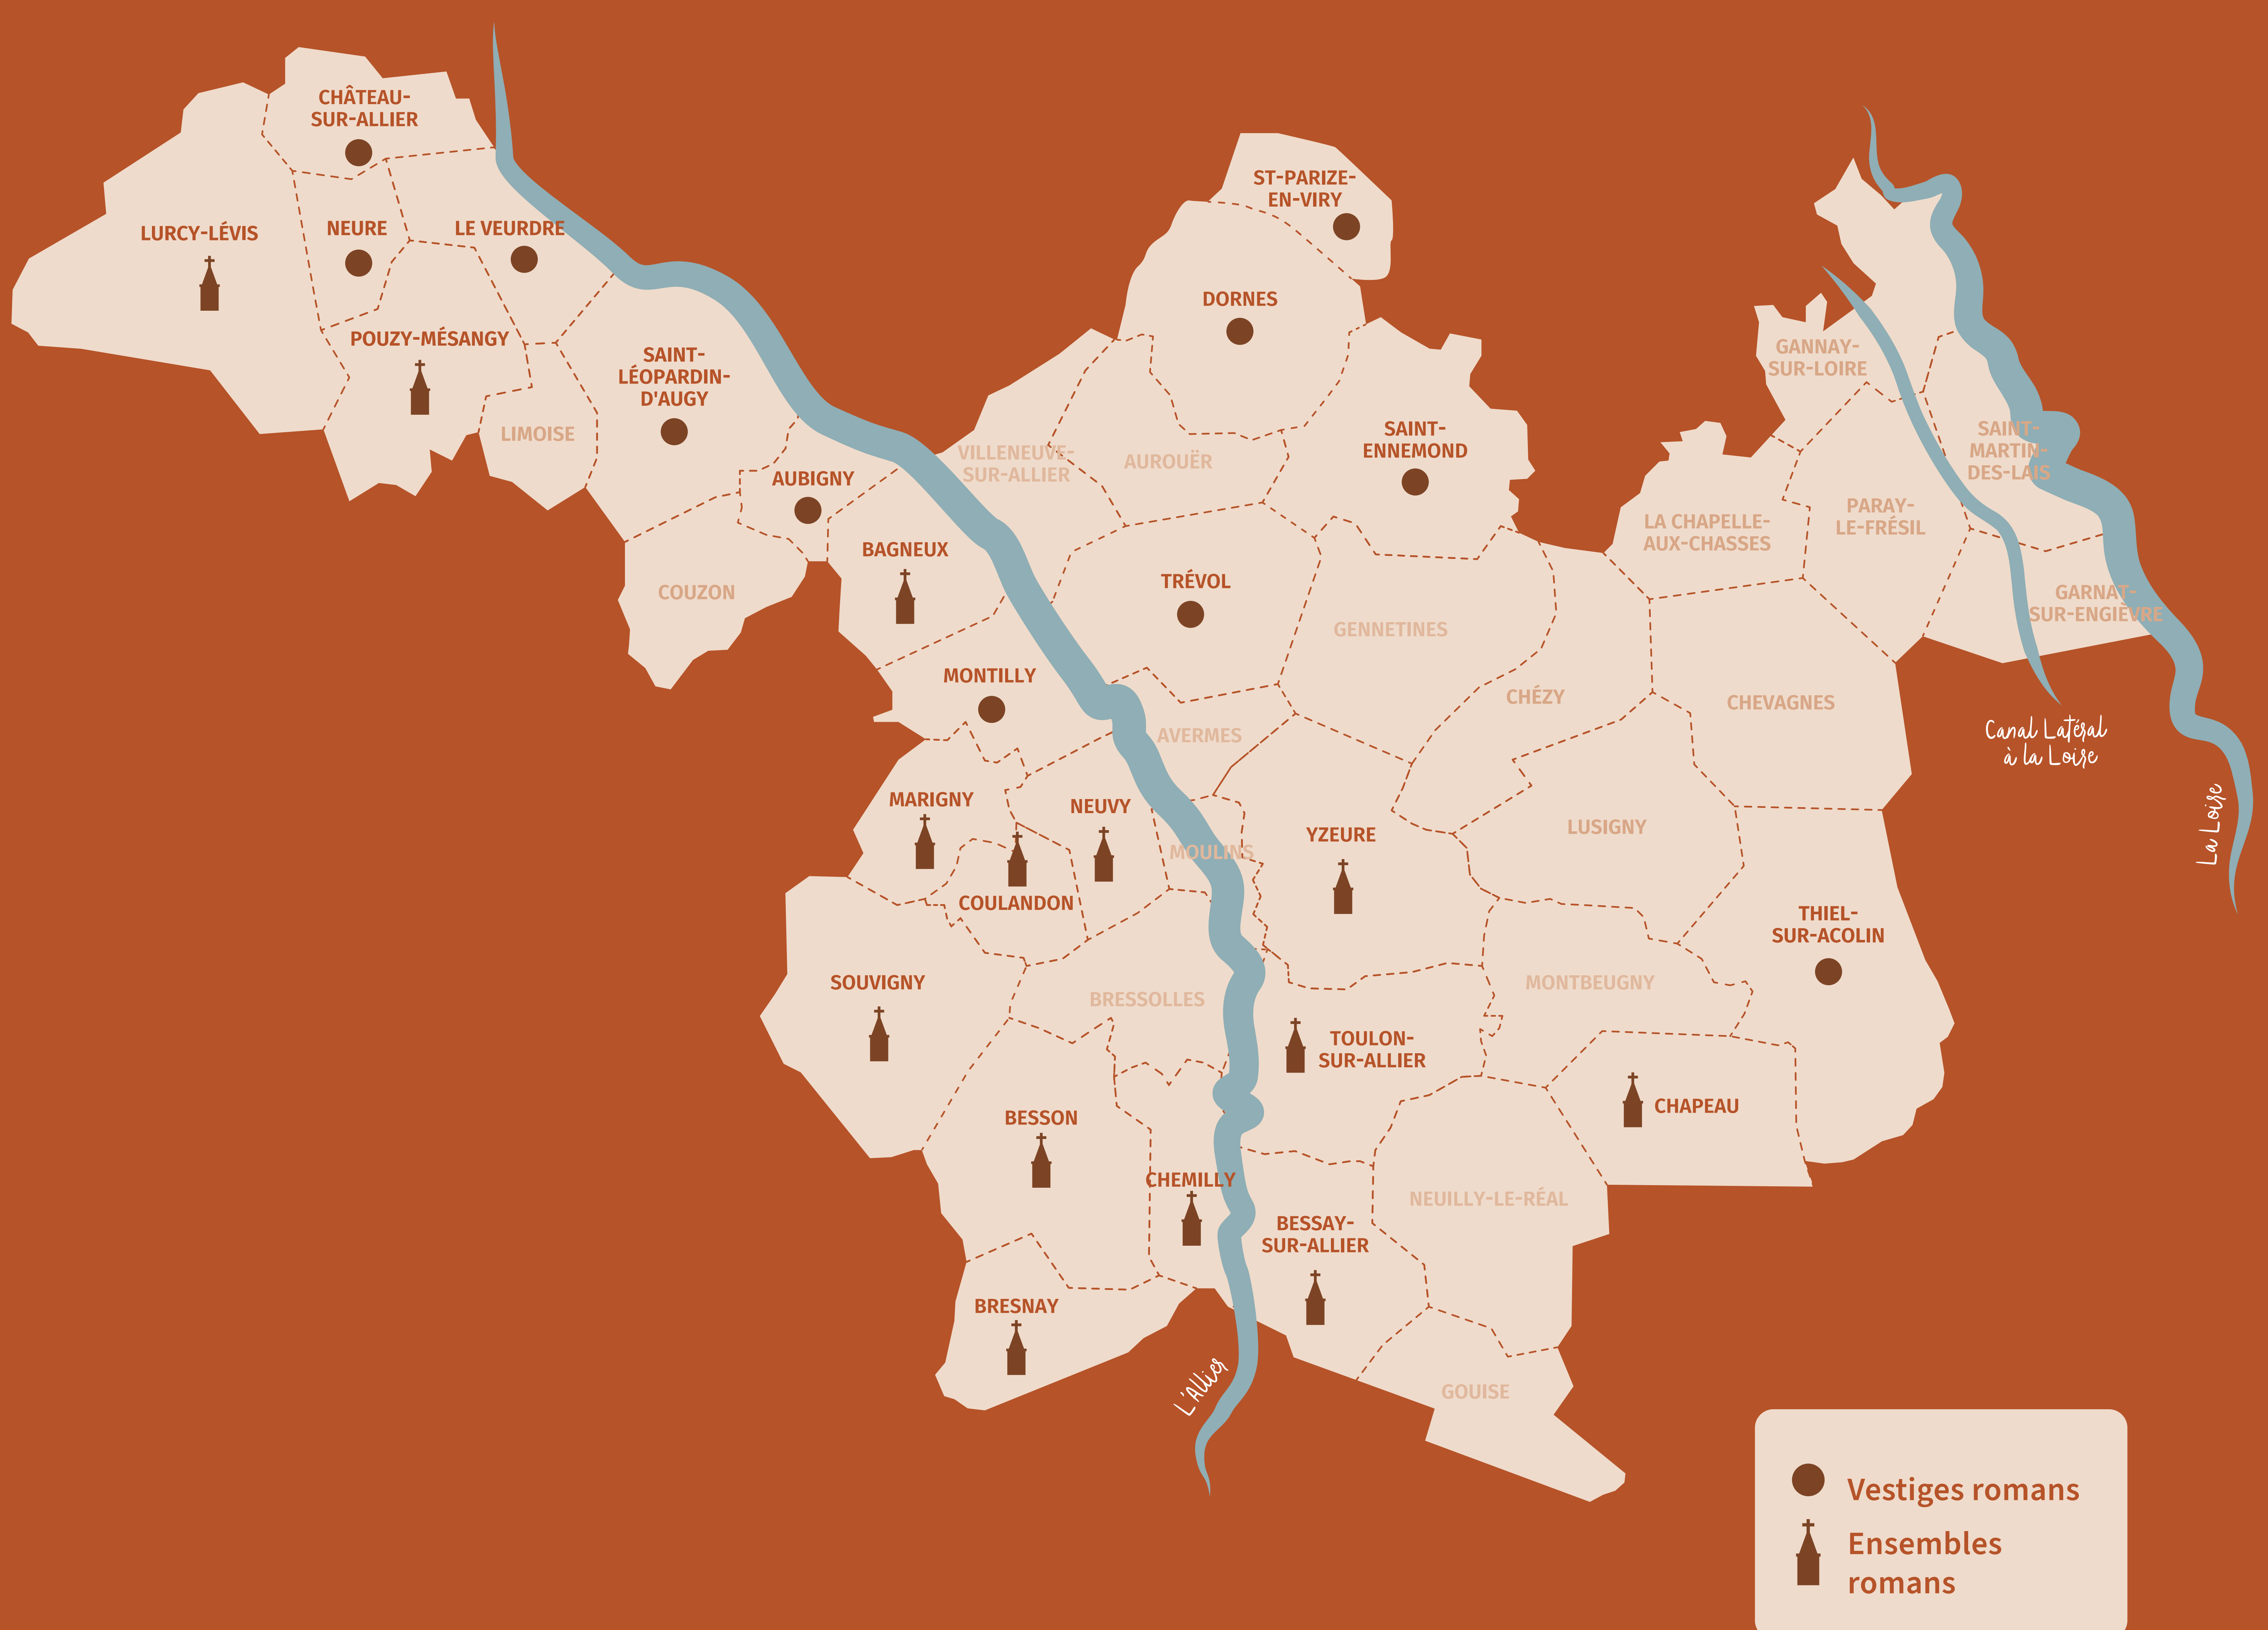 CHÂTEAU-
SUR-ALLIER
LURCY-LÉVIS
NEURE
LE VEURDRE
POUZY-MÉSANGY
LIMOISE
SAINT-
LÉOPARDIN-
D'AUGY
AUBIGNY
COUZON
BAGNEUX
MONTILLY
VILLENEUVE-
SUR-ALLIER
AUROUËR
DORNES
ST-PARIZE-
EN-VIRY
SAINT-
ENNEMOND
TRÉVOL
GENNETINES
AVERMES
CHÉZY
LA CHAPELLE-
AUX-CHASSES
GANNAY-
SUR-LOIRE
PARAY-
LE-FRÉSIL
SAINT-
MARTIN-
DES-LAIS
GARNAT-
SUR-ENGIÈVRE
CHEVAGNES
Canal Latéral
à la Loire
La Loire
MARIGNY
NEUVY
COULANDON
MOULINS
YZEURE
LUSIGNY
THIEL-
SUR-ACOLIN
SOUVIGNY
BRESSOLLES
MONTBEUGNY
TOULON-
SUR-ALLIER
CHAPEAU
BESSON
CHEMILLY
BESSAY-
SUR-ALLIER
NEUILLY-LE-RÉAL
BRESNAY
GOUISE
L'Allier
Vestiges romans
Ensembles
romans